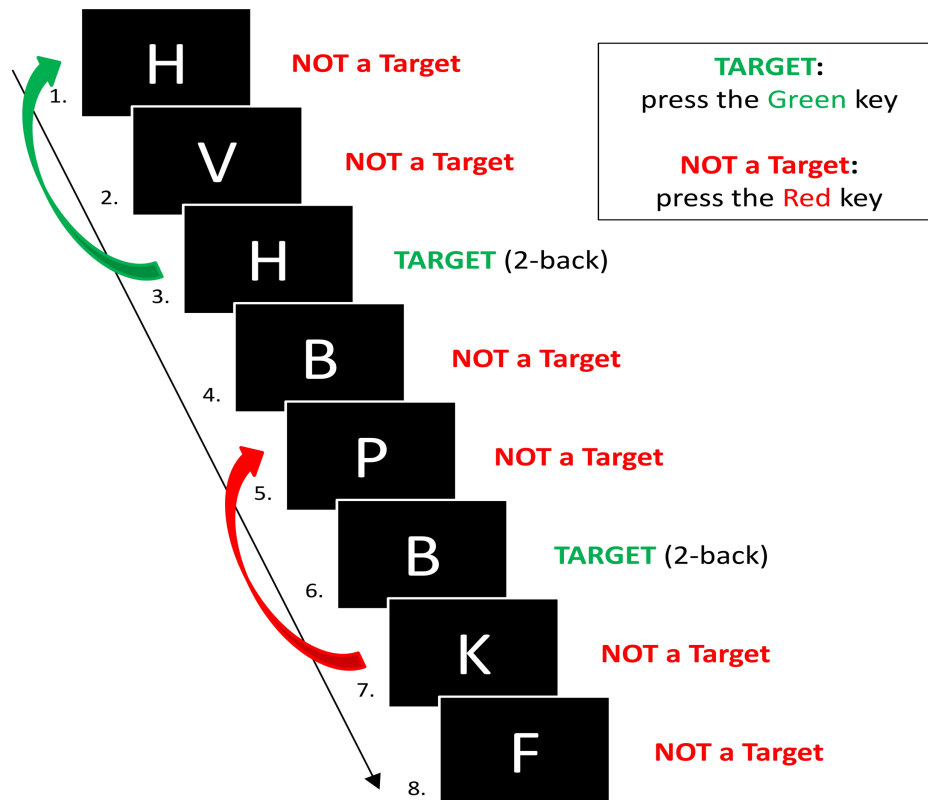 H
NOT a Target
1.
V
NOT a Target
2.
H
TARGET (2-back)
3.
B
NOT a Target
4.
P
NOT a Target
5.
B
TARGET (2-back)
6.
K
NOT a Target
7.
F
NOT a Target
8.
TARGET:
press the Green key
NOT a Target:
press the Red key